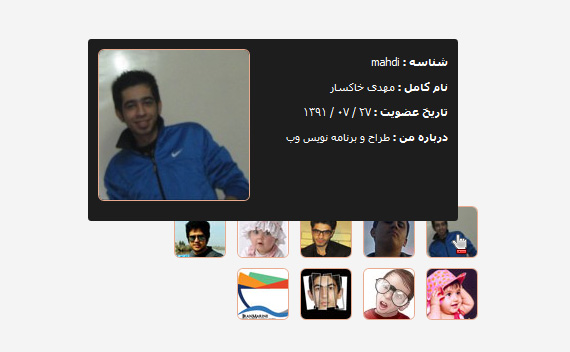 شناسه : mahdi
نام کامل : مهدی خاکسار
تاریخ عضویت : ۲۷ / ۰۷ / ۱۳۹۱
درباره من : طراح و برنامه نویس وب